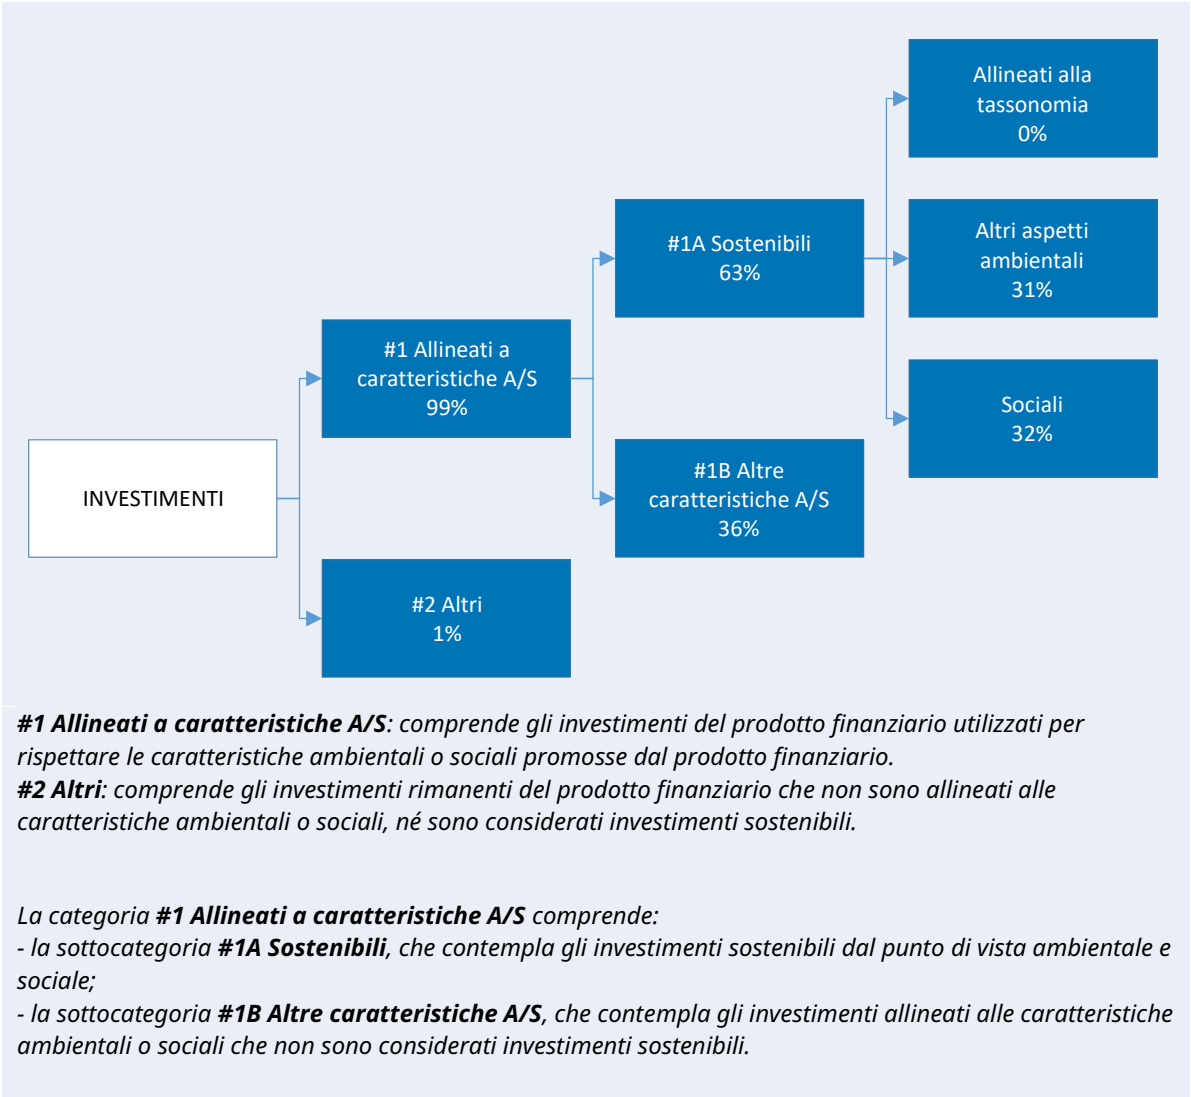 INVESTIMENTI
#1 Allineati a
caratteristiche A/S
99%
#2 Altri
1%
#1A Sostenibili
63%
#1B Altre
caratteristiche A/S
36%
Allineati alla
tassonomia
0%
Altri aspetti
ambientali
31%
Sociali
32%
#1 Allineati a caratteristiche A/S: comprende gli investimenti del prodotto finanziario utilizzati per
rispettare le caratteristiche ambientali o sociali promosse dal prodotto finanziario.
#2 Altri: comprende gli investimenti rimanenti del prodotto finanziario che non sono allineati alle
caratteristiche ambientali o sociali, né sono considerati investimenti sostenibili.
La categoria #1 Allineati a caratteristiche A/S comprende:
- la sottocategoria #1A Sostenibili, che contempla gli investimenti sostenibili dal punto di vista ambientale e
sociale;
- la sottocategoria #1B Altre caratteristiche A/S, che contempla gli investimenti allineati alle caratteristiche
ambientali o sociali che non sono considerati investimenti sostenibili.